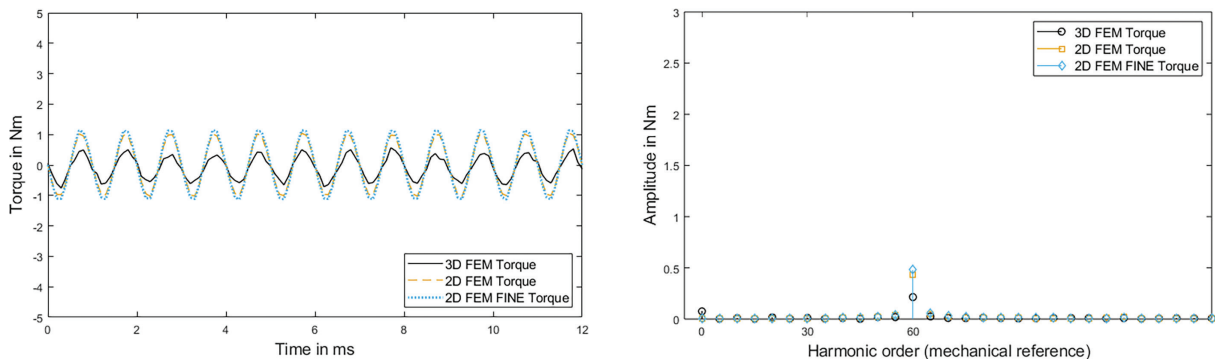 5
4
3
2
1
0
-1
-2
-3
-4
-5
0
2
4
6
8
10
12
Torque in Nm
Time in ms
3D FEM Torque
2D FEM Torque
2D FEM FINE Torque
3
2.5
2
1.5
1
0.5
0
0
30
60
Amplitude in Nm
Harmonic order (mechanical reference)
3D FEM Torque
2D FEM Torque
2D FEM FINE Torque